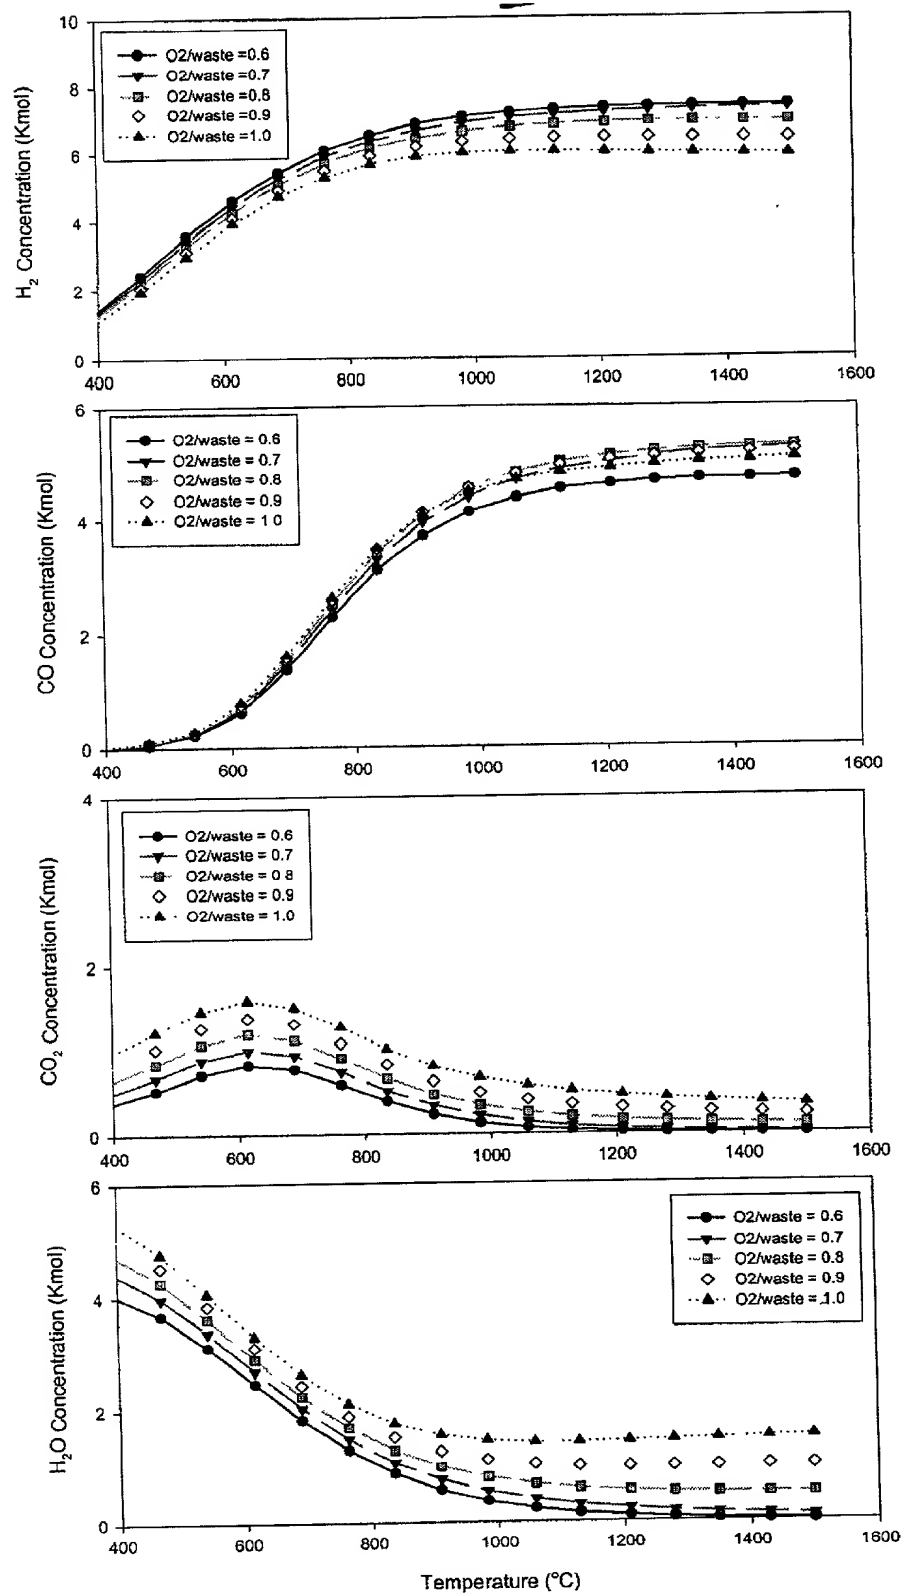 10
8
6
4
2
0
H2 Concentration (Kmol)
O2/waste =0.6
O2/waste =0.7
O2/waste =0.8
O2/waste =0.9
O2/waste =1.0
400 600 800 1000 1200 1400 1600
6
4
2
0
CO Concentration (Kmol)
O2/waste = 0.6
O2/waste = 0.7
O2/waste = 0.8
O2/waste = 0.9
O2/waste = 1 0
400 600 800 1000 1200 1400 1600
4
2
0
CO2 Concentration (Kmol)
O2/waste = 0.6
O2/waste = 0.7
O2/waste = 0 8
O2/waste = 0.9
O2/waste = 1.0
400 600 800 1000 1200 1400 1600
6
4
2
0
H2O Concentration (Kmol)
O2/waste = 0.6
O2/waste = 0.7
O2/waste = 0.8
O2/waste = 0.9
O2/waste = 1.0
400 600 800 1000 1200 1400 1600
Temperature (°C)